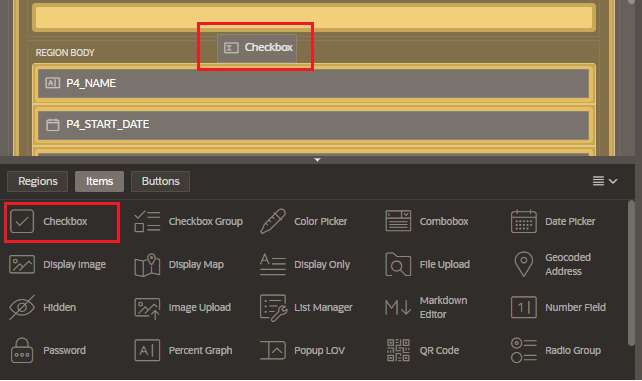 Checkbox
REGION BODY
P4_NAME
P4_START_DATE
Regions
Items
Buttons
Checkbox
Checkbox Group
Color Picker
Combobox
Date Picker
Display Image
Display Map
Display Only
File Upload
Geocoded
Address
Hidden
Image Upload
List Manager
Markdown
Editor
Number Field
Password
Percent Graph
Popup LOV
QR Code
Radio Group